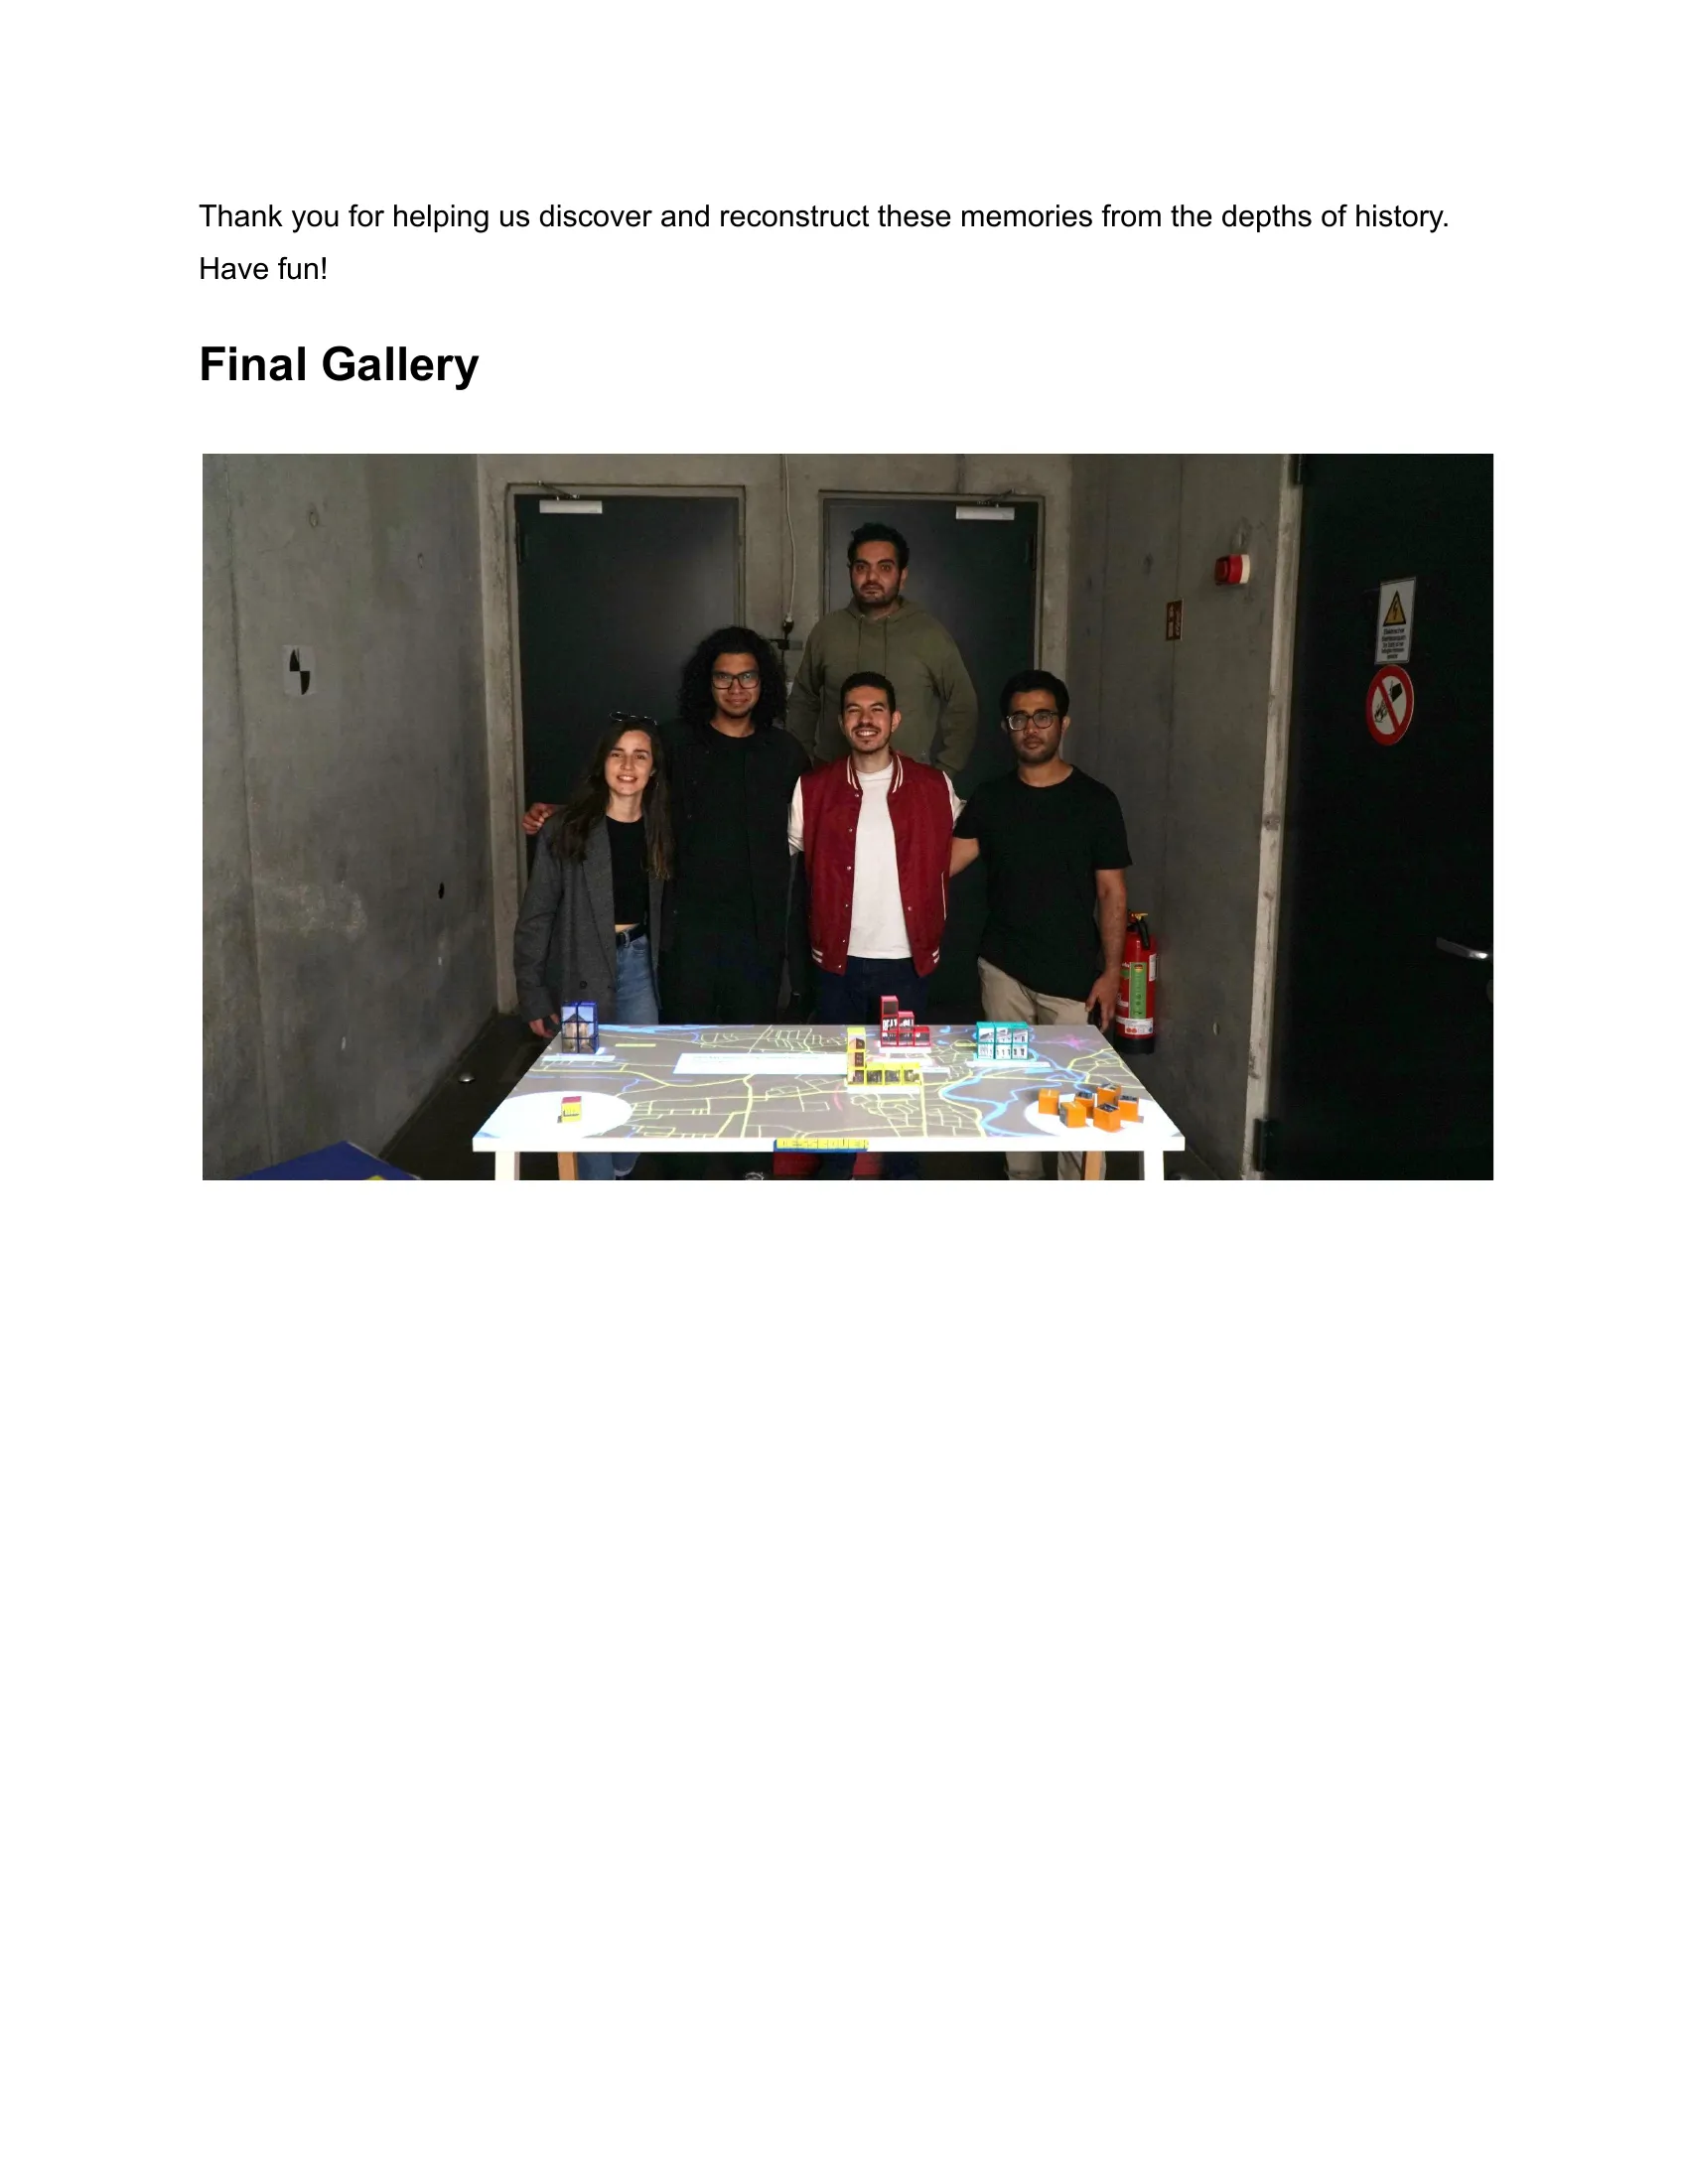 Thank you for helping us discover and reconstruct these memories from the depths of history.
Have fun!
Final Gallery